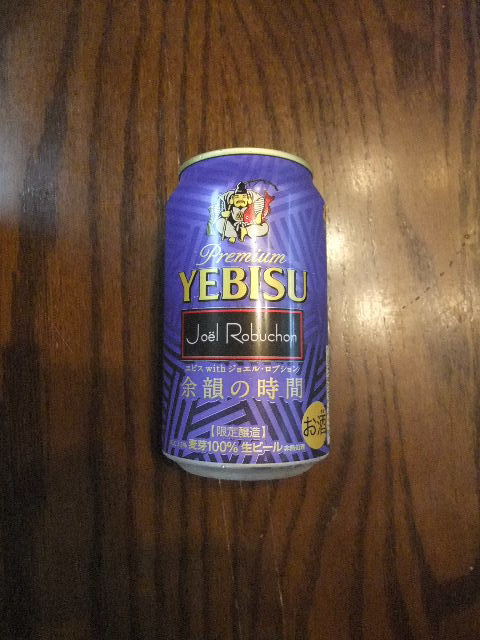 Premium
YEBISU
Joël Robuchon
ヱビス with ジョエル・ロブション
余韻の時間
【限定醸造】
麦芽100% 生ビール
お酒